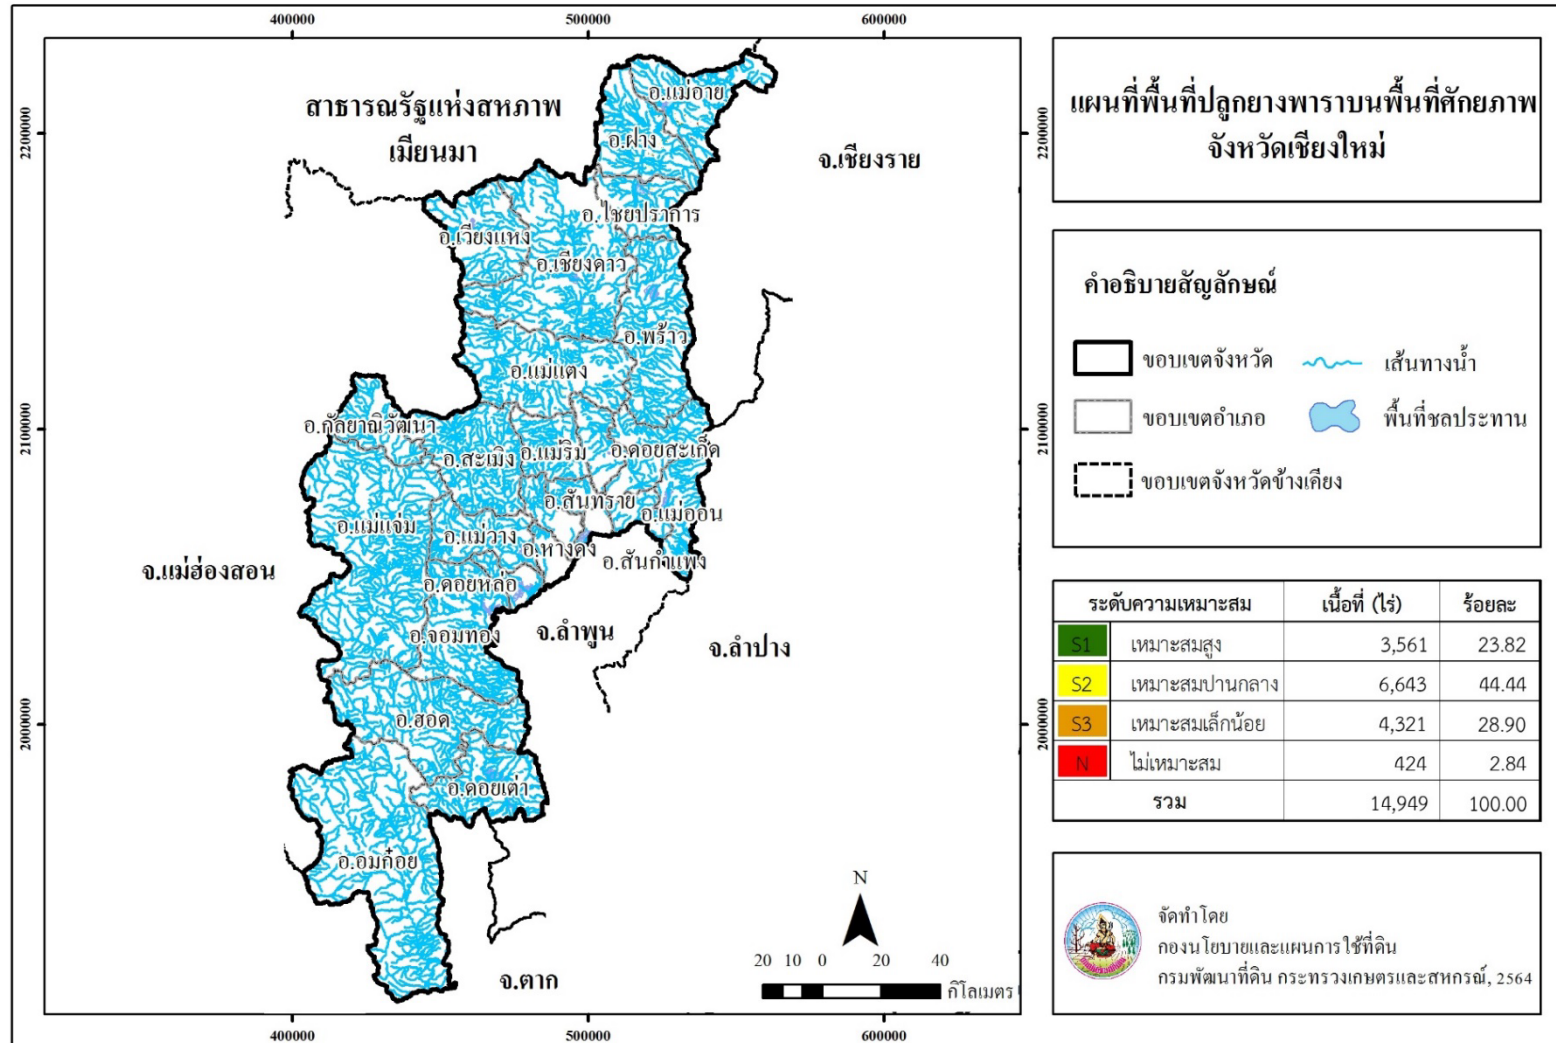 400000 500000 600000
สาธารณรัฐแห่งสหภาพ
เมียนมา
จ.เชียงราย
จ.แม่ฮ่องสอน
จ.ลำพูน
จ.ลำปาง
จ.ตาก
อ.แม่อาย
อ.ฝาง
อ.ไชยปราการ
อ.เวียงแหง
อ.เชียงดาว
อ.พร้าว
อ.แม่แตง
อ.กัลยาณิวัฒนา
อ.สะเมิง
อ.แม่ริม
อ.ดอยสะเก็ด
อ.สันทราย
อ.แม่ออน
อ.แม่แจ่ม
อ.แม่วาง
อ.หางดง
อ.สันกำแพง
อ.ดอยหล่อ
อ.จอมทอง
อ.ฮอด
อ.ดอยเต่า
อ.อมก๋อย
2200000 2200000
2100000 2100000
2000000 2000000
N
20 10 0 20 40
กิโลเมตร
400000 500000 600000
แผนที่พื้นที่ปลูกยางพาราบนพื้นที่ศักยภาพ
จังหวัดเชียงใหม่
คำอธิบายสัญลักษณ์
ขอบเขตจังหวัด เส้นทางน้ำ
ขอบเขตอำเภอ พื้นที่ชลประทาน
ขอบเขตจังหวัดข้างเคียง
ระดับความเหมาะสม เนื้อที่ (ไร่) ร้อยละ
S1 เหมาะสมสูง 3,561 23.82
S2 เหมาะสมปานกลาง 6,643 44.44
S3 เหมาะสมเล็กน้อย 4,321 28.90
N ไม่เหมาะสม 424 2.84
รวม 14,949 100.00
จัดทำโดย
กองนโยบายและแผนการใช้ที่ดิน
กรมพัฒนาที่ดิน กระทรวงเกษตรและสหกรณ์, 2564